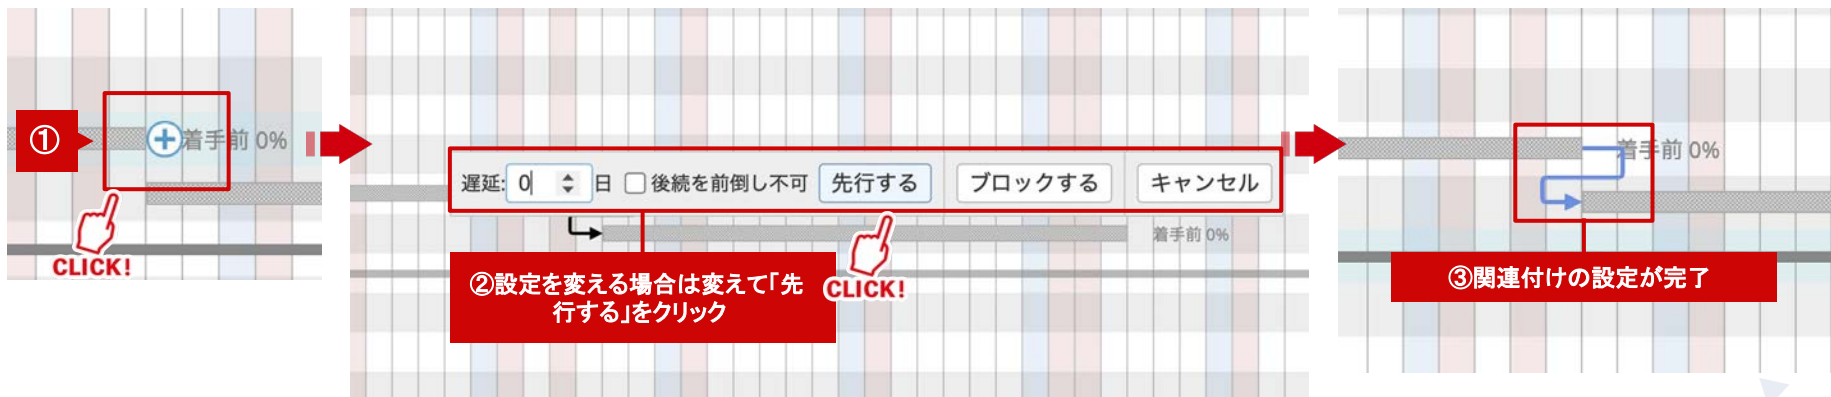 ①
着手前 0%
CLICK!
遅延: 0 日 後続を前倒し不可 先行する ブロックする キャンセル
着手前 0%
②設定を変える場合は変えて「先
行する」をクリック
CLICK!
着手前 0%
③関連付けの設定が完了